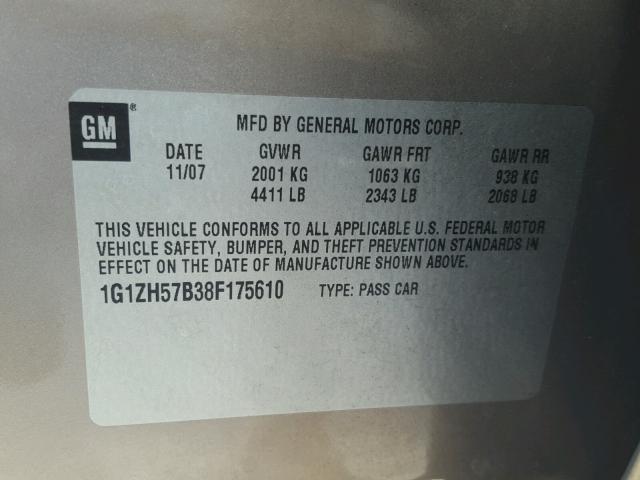 GM®
MFD BY GENERAL MOTORS CORP.
DATE GVWR GAWR FRT GAWR RR
11/07 2001 KG 1063 KG 938 KG
4411 LB 2343 LB 2068 LB
THIS VEHICLE CONFORMS TO ALL APPLICABLE U.S. FEDERAL MOTOR
VEHICLE SAFETY, BUMPER, AND THEFT PREVENTION STANDARDS IN
EFFECT ON THE DATE OF MANUFACTURE SHOWN ABOVE.
1G1ZH57B38F175610 TYPE: PASS CAR